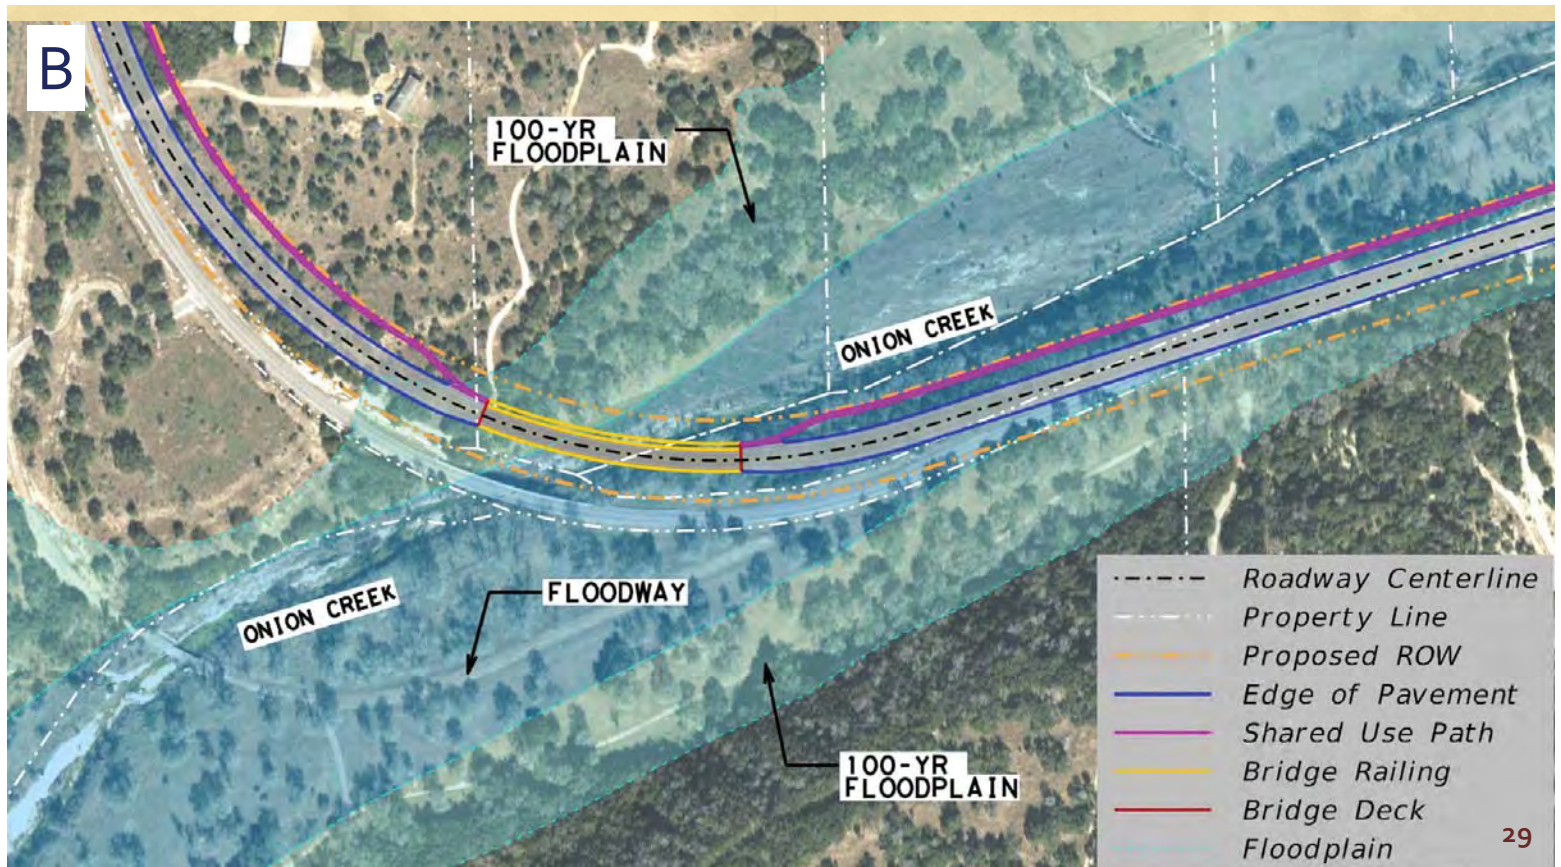 B
100-YR
FLOODPLAIN
ONION CREEK
ONION CREEK
FLOODWAY
100-YR
FLOODPLAIN
Roadway Centerline
Property Line
Proposed ROW
Edge of Pavement
Shared Use Path
Bridge Railing
Bridge Deck
Floodplain
29